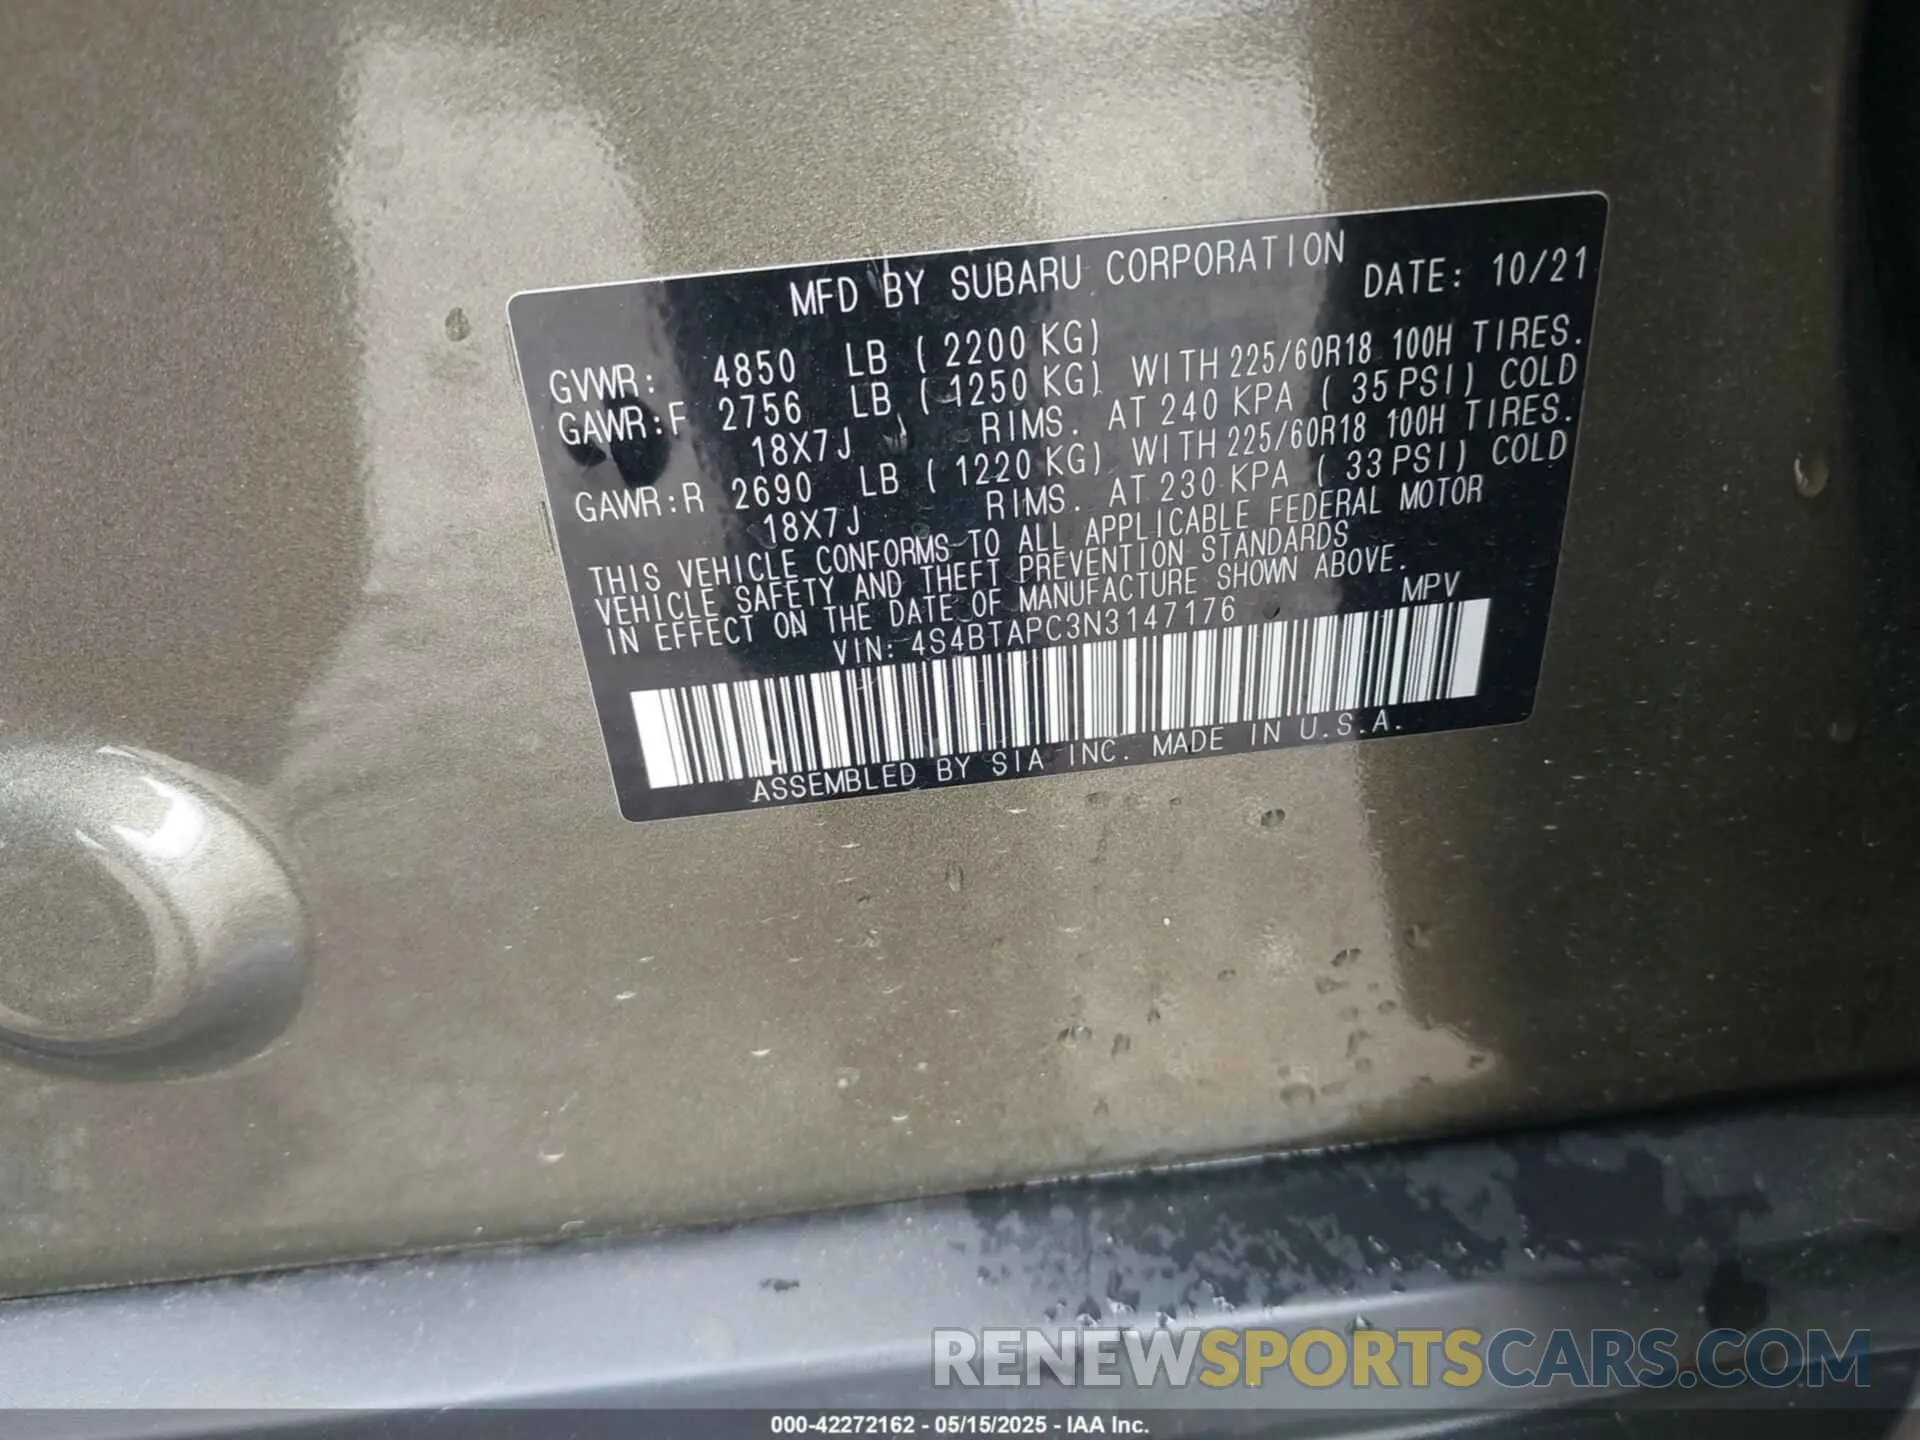 MFD BY SUBARU CORPORATION DATE: 10/21
GVWR: 4850 LB ( 2200 KG)
GAWR:F 2756 LB ( 1250 KG) WITH 225/60R18 100H TIRES.
18X7J RIMS. AT 240 KPA ( 35 PSI) COLD
GAWR:R 2690 LB ( 1220 KG) WITH 225/60R18 100H TIRES.
18X7J RIMS. AT 230 KPA ( 33 PSI) COLD
THIS VEHICLE CONFORMS TO ALL APPLICABLE FEDERAL MOTOR
VEHICLE SAFETY AND THEFT PREVENTION STANDARDS
IN EFFECT ON THE DATE OF MANUFACTURE SHOWN ABOVE.
VIN: 4S4BTAPC3N3147176 MPV
ASSEMBLED BY SIA INC. MADE IN U.S.A.
RENEWSPORTSCARS.COM
000-42272162 - 05/15/2025 - IAA Inc.